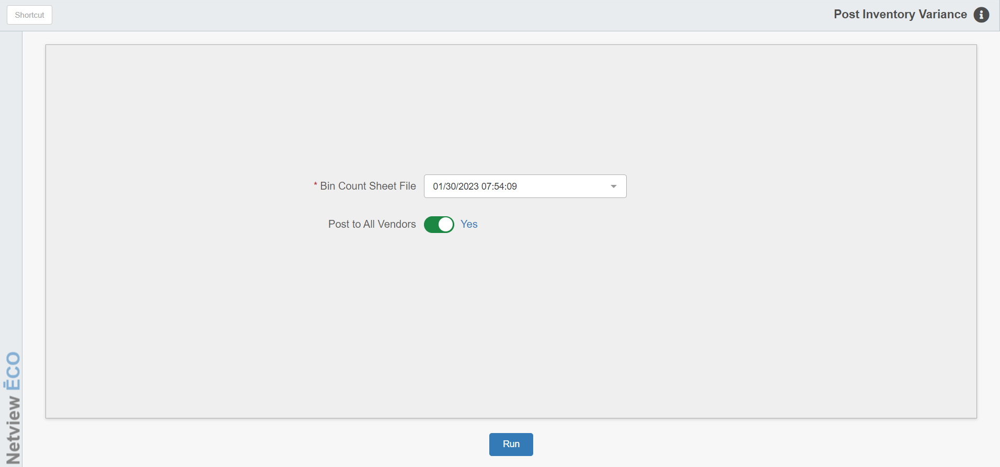 Shortcut
Post Inventory Variance
* Bin Count Sheet File
01/30/2023 07:54:09
Post to All Vendors
Yes
Run
Netview ĒCO